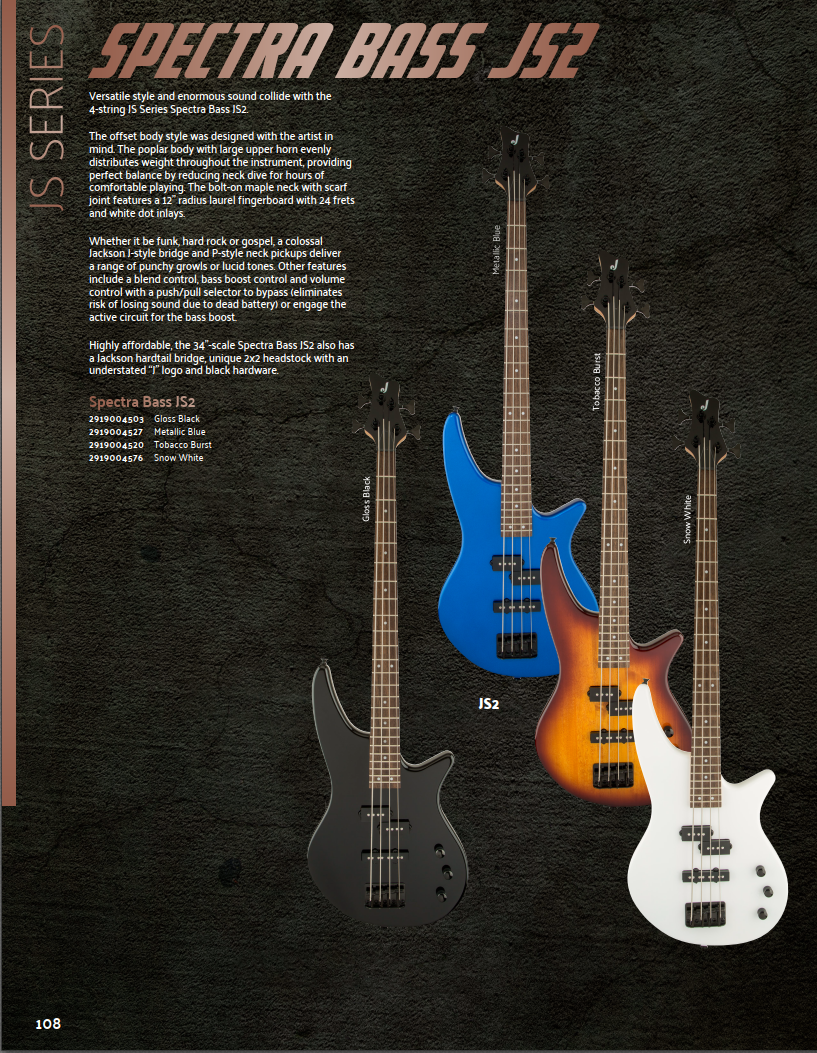 JS SERIES
SPECTRA BASS JS2
Versatile style and enormous sound collide with the
4-string JS Series Spectra Bass JS2.
The offset body style was designed with the artist in
mind. The poplar body with large upper horn evenly
distributes weight throughout the instrument, providing
perfect balance by reducing neck dive for hours of
comfortable playing. The bolt-on maple neck with scarf
joint features a 12" radius laurel fingerboard with 24 frets
and white dot inlays.
Whether it be funk, hard rock or gospel, a colossal
Jackson J-style bridge and P-style neck pickups deliver
a range of punchy growls or lucid tones. Other features
include a blend control, bass boost control and volume
control with a push/pull selector to bypass (eliminates
risk of losing sound due to dead battery) or engage the
active circuit for the bass boost.
Highly affordable, the 34"-scale Spectra Bass JS2 also has
a Jackson hardtail bridge, unique 2x2 headstock with an
understated "J" logo and black hardware.
Spectra Bass JS2
2919004503 Gloss Black
2919004527 Metallic Blue
2919004520 Tobacco Burst
2919004576 Snow White
Metallic Blue
Tobacco Burst
Gloss Black
Snow White
J
J
J
J
JS2
108